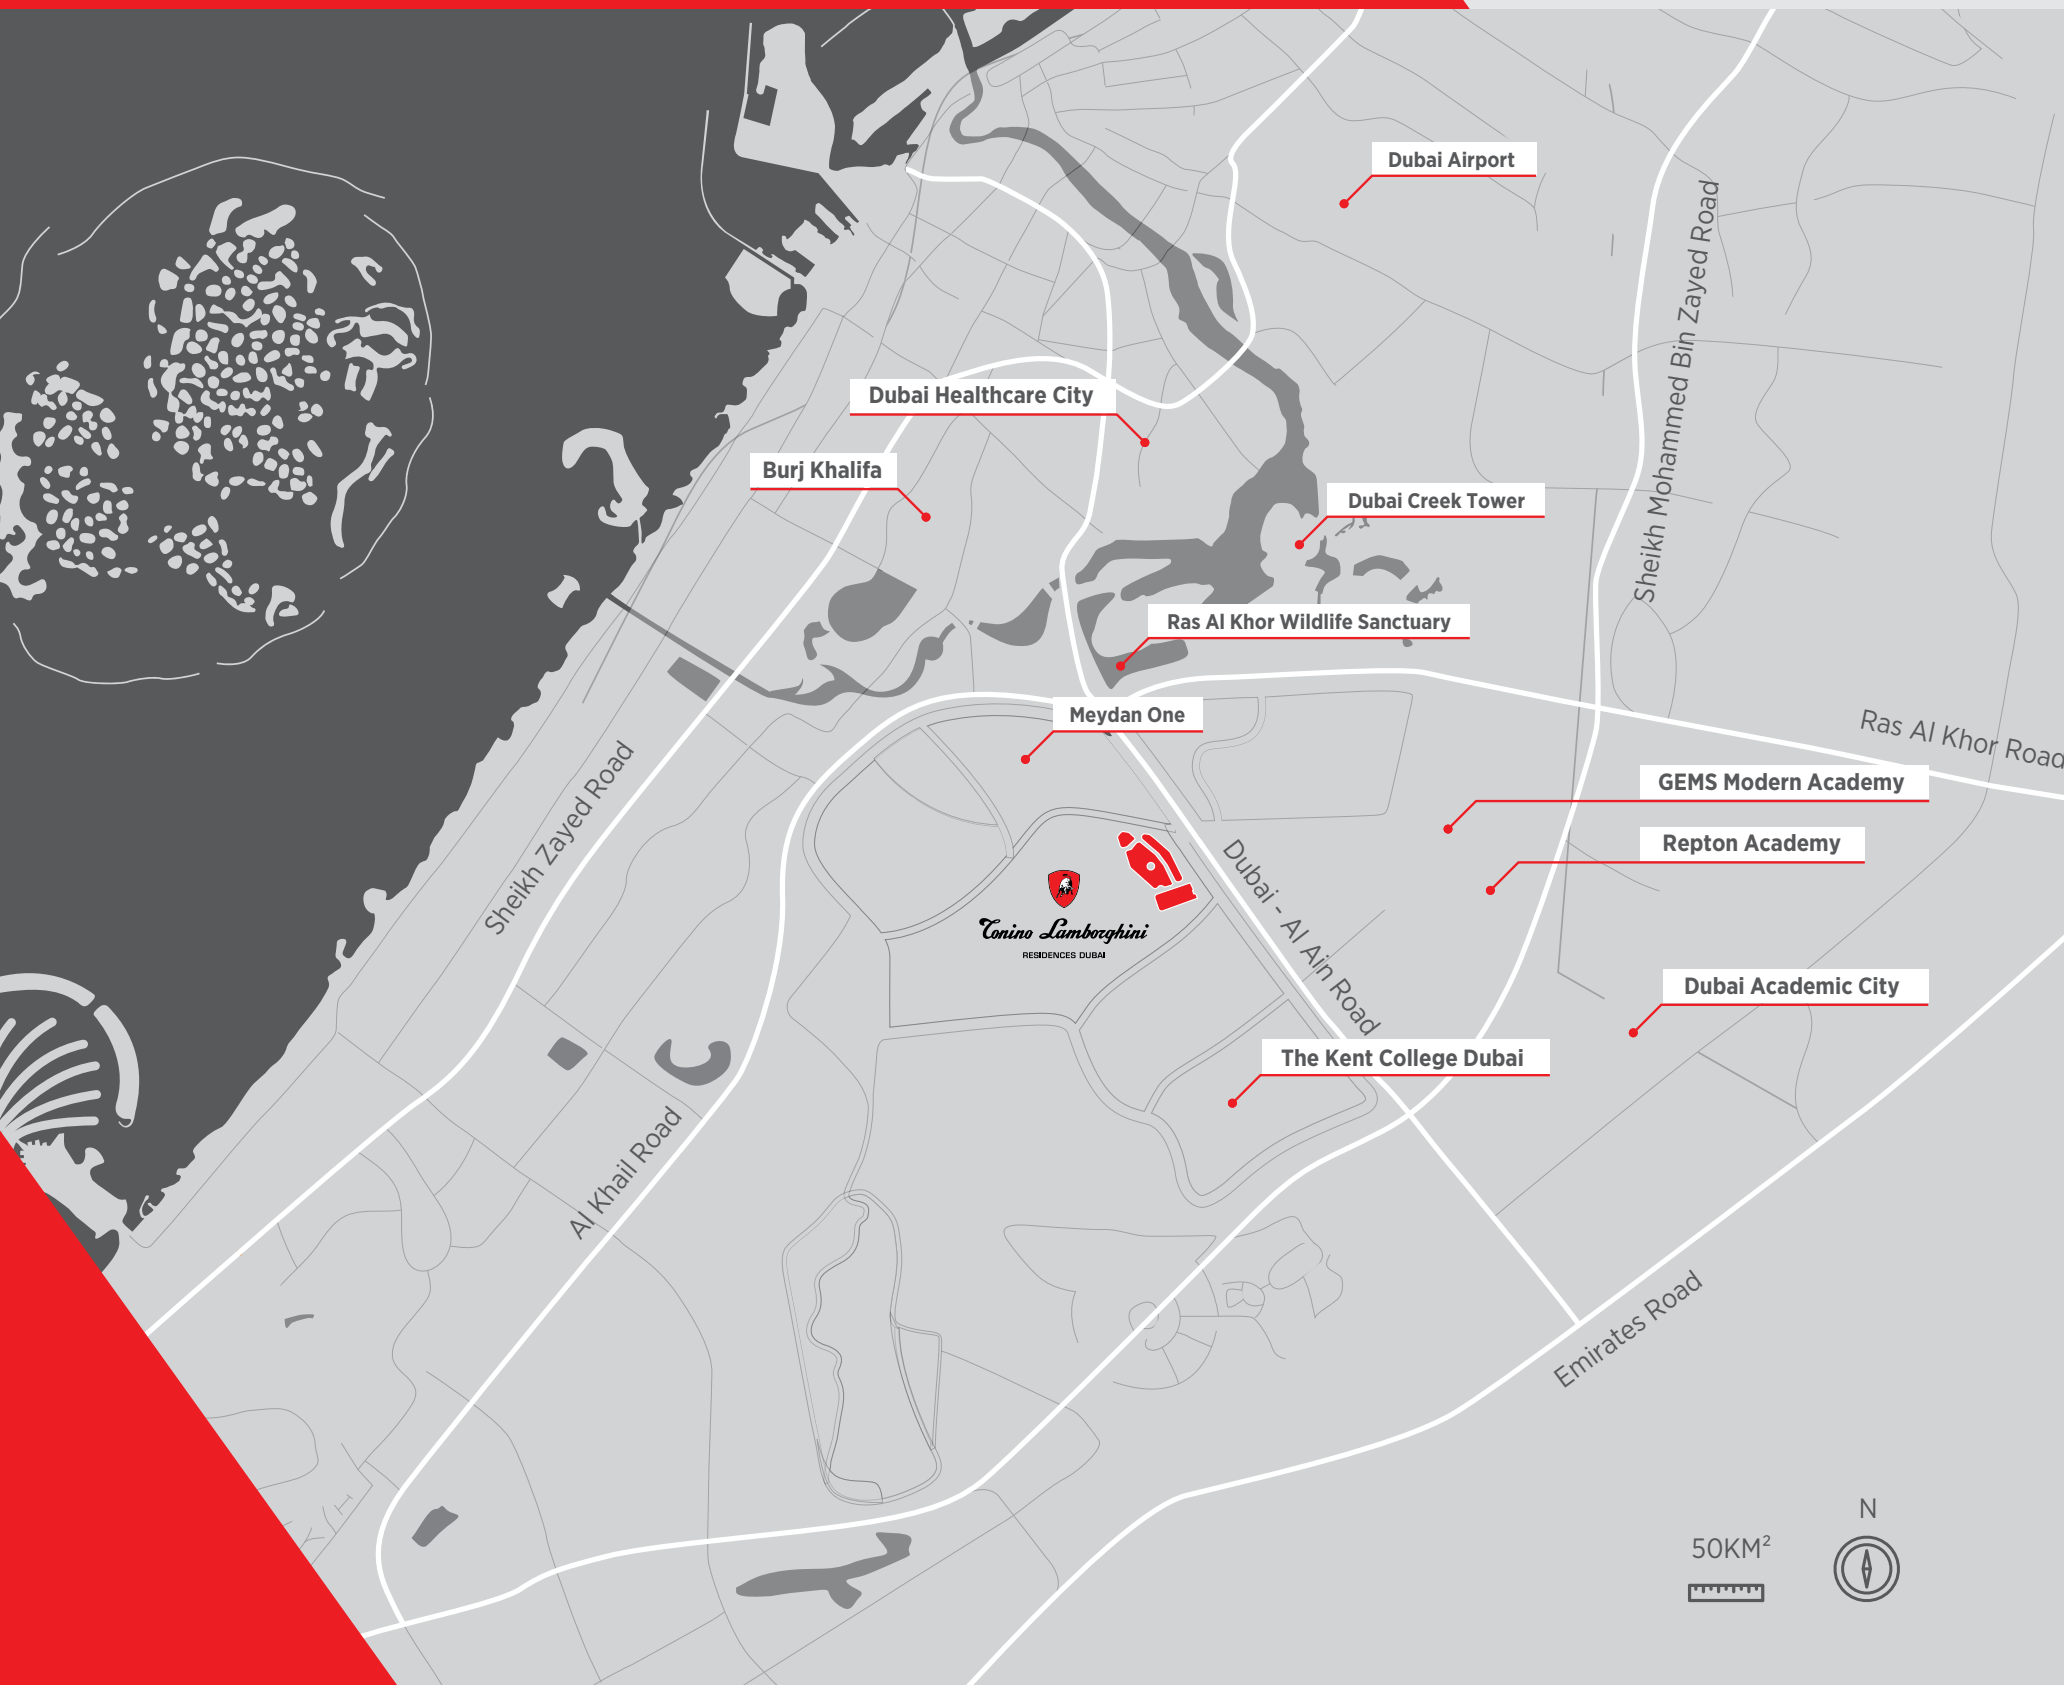 Dubai Airport
Sheikh Mohammed Bin Zayed Road
Dubai Healthcare City
Burj Khalifa
Dubai Creek Tower
Ras Al Khor Wildlife Sanctuary
Meydan One
Ras Al Khor Road
GEMS Modern Academy
Sheikh Zayed Road
Repton Academy
Dubai - Al Ain Road
Tonino Lamborghini
RESIDENCES DUBAI
Dubai Academic City
The Kent College Dubai
Al Khail Road
Emirates Road
N
50KM²